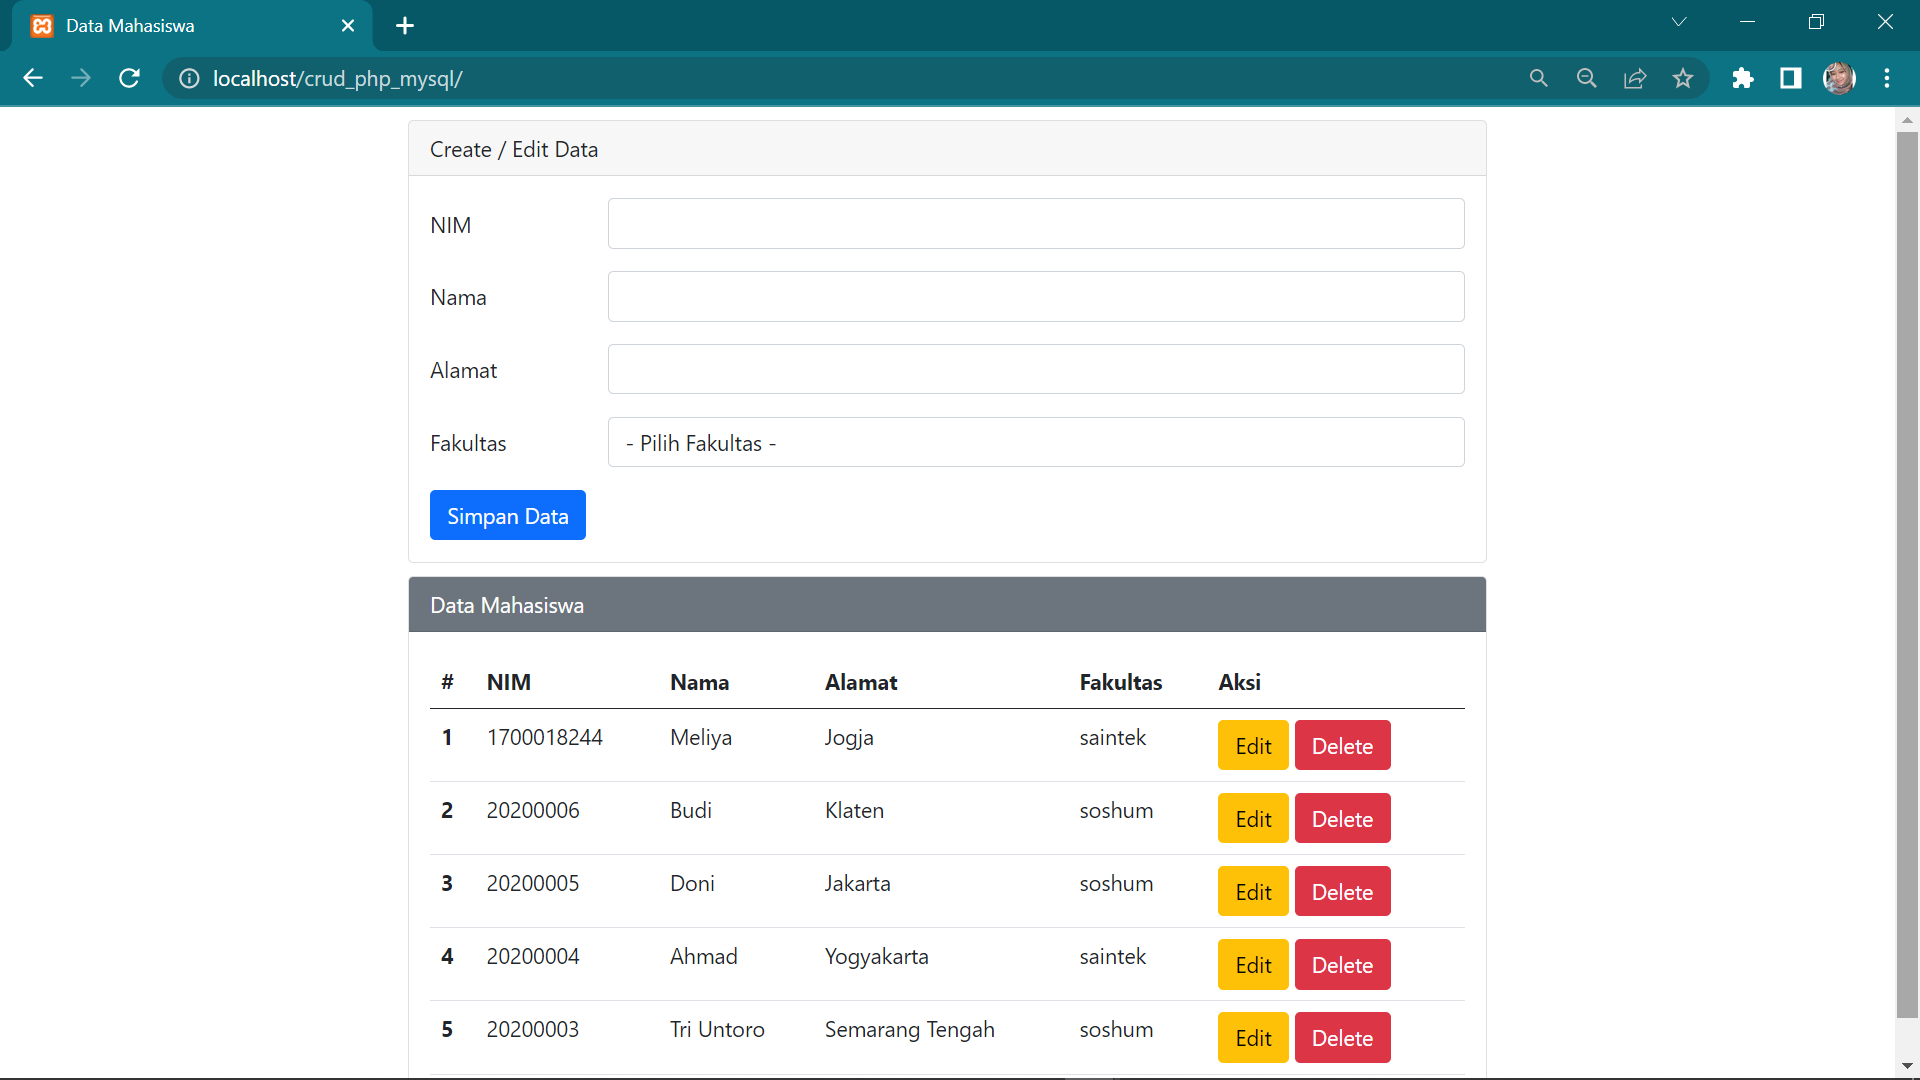 Data Mahasiswa
localhost/crud_php_mysql/
Create / Edit Data
NIM
Nama
Alamat
Fakultas - Pilih Fakultas -
Simpan Data
Data Mahasiswa
# NIM Nama Alamat Fakultas Aksi
1 1700018244 Meliya Jogja saintek Edit Delete
2 20200006 Budi Klaten soshum Edit Delete
3 20200005 Doni Jakarta soshum Edit Delete
4 20200004 Ahmad Yogyakarta saintek Edit Delete
5 20200003 Tri Untoro Semarang Tengah soshum Edit Delete